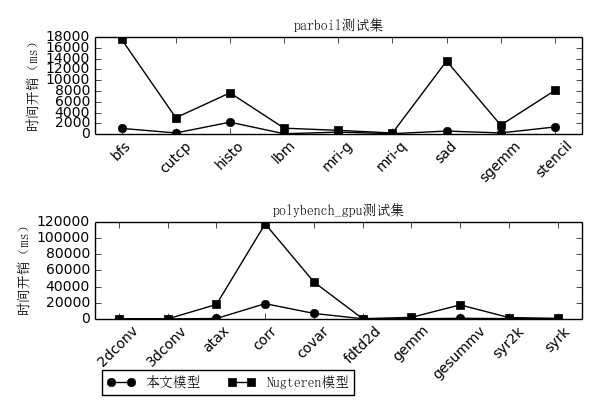 parboil测试集
时间开销（ms）
18000
16000
14000
12000
10000
8000
6000
4000
2000
0
bfs cutcp histo lbm mri-g mri-q sad sgemm stencil
polybench_gpu测试集
时间开销（ms）
120000
100000
80000
60000
40000
20000
0
2dconv 3dconv atax corr covar fdtd2d gemm gesummv syr2k syrk
本文模型 Nugteren模型